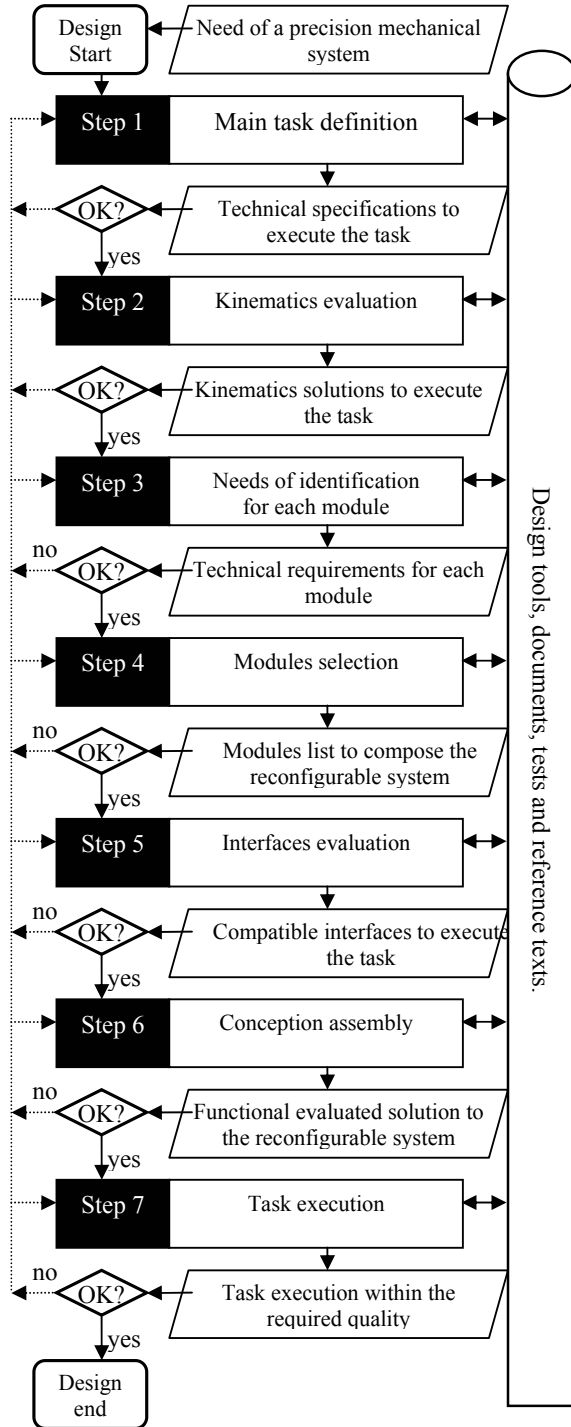 Design
Start
Need of a precision mechanical
system
Step 1
Main task definition
OK?
Technical specifications to
execute the task
yes
Step 2
Kinematics evaluation
OK?
Kinematics solutions to execute
the task
yes
Step 3
Needs of identification
for each module
no
OK?
Technical requirements for each
module
yes
Step 4
Modules selection
no
OK?
Modules list to compose the
reconfigurable system
yes
Step 5
Interfaces evaluation
no
OK?
Compatible interfaces to execute
the task
yes
Step 6
Conception assembly
no
OK?
Functional evaluated solution to
the reconfigurable system
yes
Step 7
Task execution
no
OK?
Task execution within the
required quality
yes
Design
end
Design tools, documents, tests and reference texts.